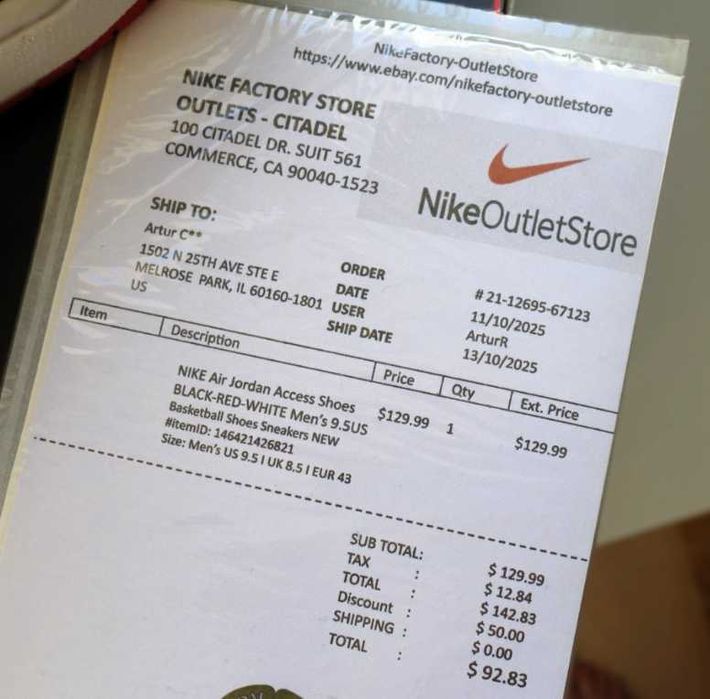 NikeFactory-OutletStore
https://www.ebay.com/nikefactory-outletstore
NIKE FACTORY STORE
OUTLETS - CITADEL
100 CITADEL DR. SUIT 561
COMMERCE, CA 90040-1523
NikeOutletStore
SHIP TO:
Artur C**
1502 N 25TH AVE STE E
MELROSE PARK, IL 60160-1801
US
ORDER # 21-12695-67123
DATE 11/10/2025
USER ArturR
SHIP DATE 13/10/2025
Item Description Price Qty Ext. Price
NIKE Air Jordan Access Shoes
BLACK-RED-WHITE Men's 9.5US $129.99 1 $129.99
Basketball Shoes Sneakers NEW
#itemID: 146421426821
Size: Men's US 9.5 I UK 8.5 I EUR 43
SUB TOTAL: $ 129.99
TAX : $ 12.84
TOTAL : $ 142.83
Discount : $ 50.00
SHIPPING : $ 0.00
TOTAL : $ 92.83